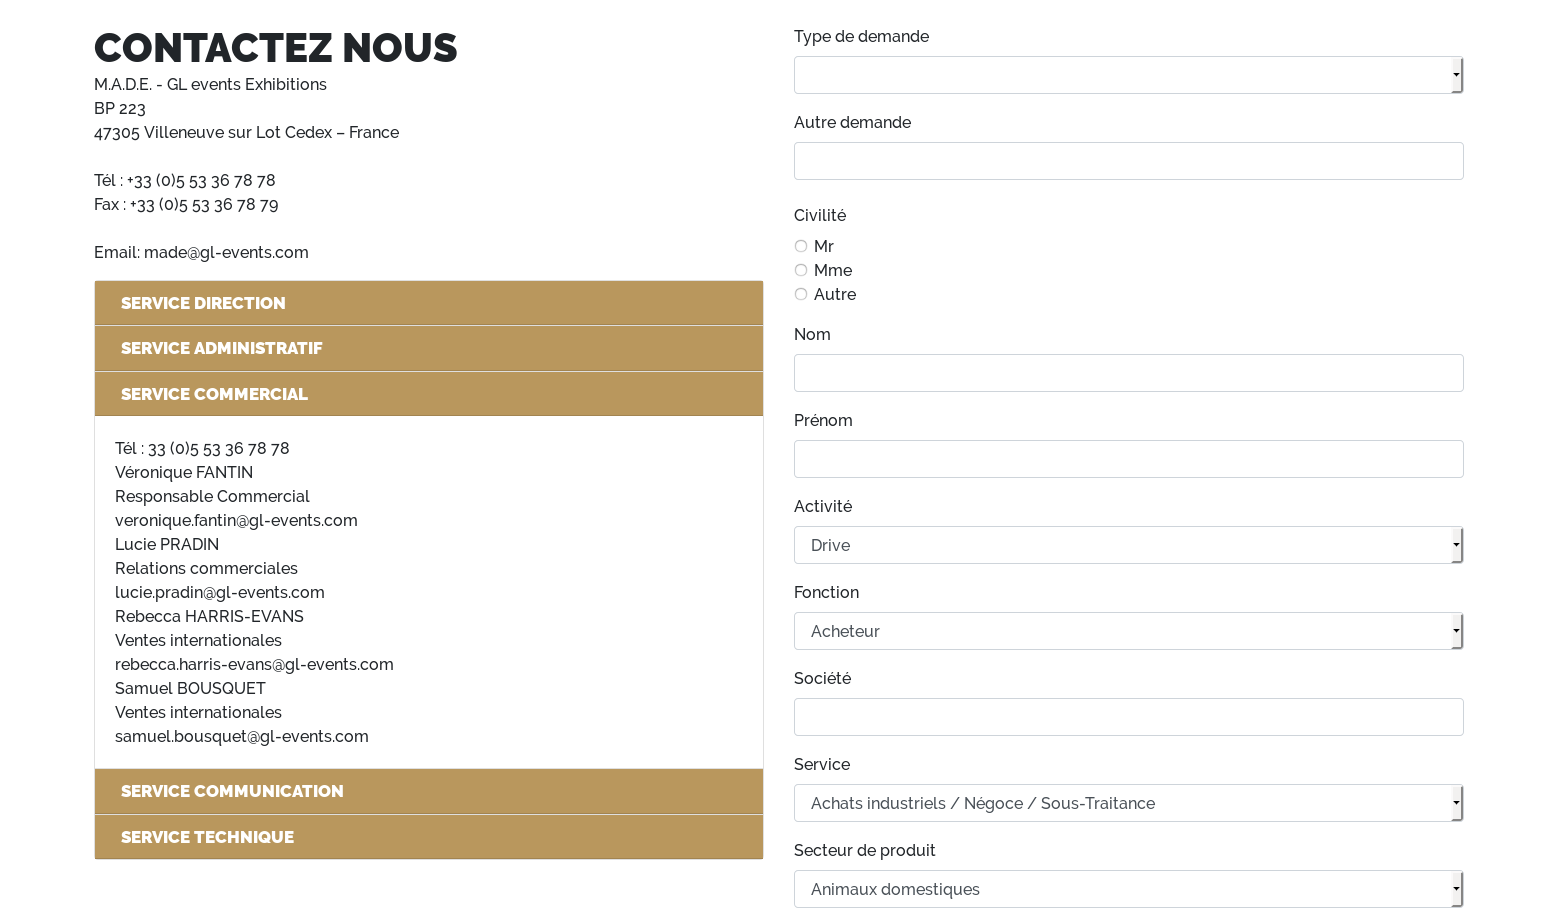 CONTACTEZ NOUS
M.A.D.E. - GL events Exhibitions
BP 223
47305 Villeneuve sur Lot Cedex – France
Tél : +33 (0)5 53 36 78 78
Fax : +33 (0)5 53 36 78 79
Email: made@gl-events.com
SERVICE DIRECTION
SERVICE ADMINISTRATIF
SERVICE COMMERCIAL
Tél : 33 (0)5 53 36 78 78
Véronique FANTIN
Responsable Commercial
veronique.fantin@gl-events.com
Lucie PRADIN
Relations commerciales
lucie.pradin@gl-events.com
Rebecca HARRIS-EVANS
Ventes internationales
rebecca.harris-evans@gl-events.com
Samuel BOUSQUET
Ventes internationales
samuel.bousquet@gl-events.com
SERVICE COMMUNICATION
SERVICE TECHNIQUE
Type de demande
Autre demande
Civilité
Mr
Mme
Autre
Nom
Prénom
Activité
Drive
Fonction
Acheteur
Société
Service
Achats industriels / Négoce / Sous-Traitance
Secteur de produit
Animaux domestiques